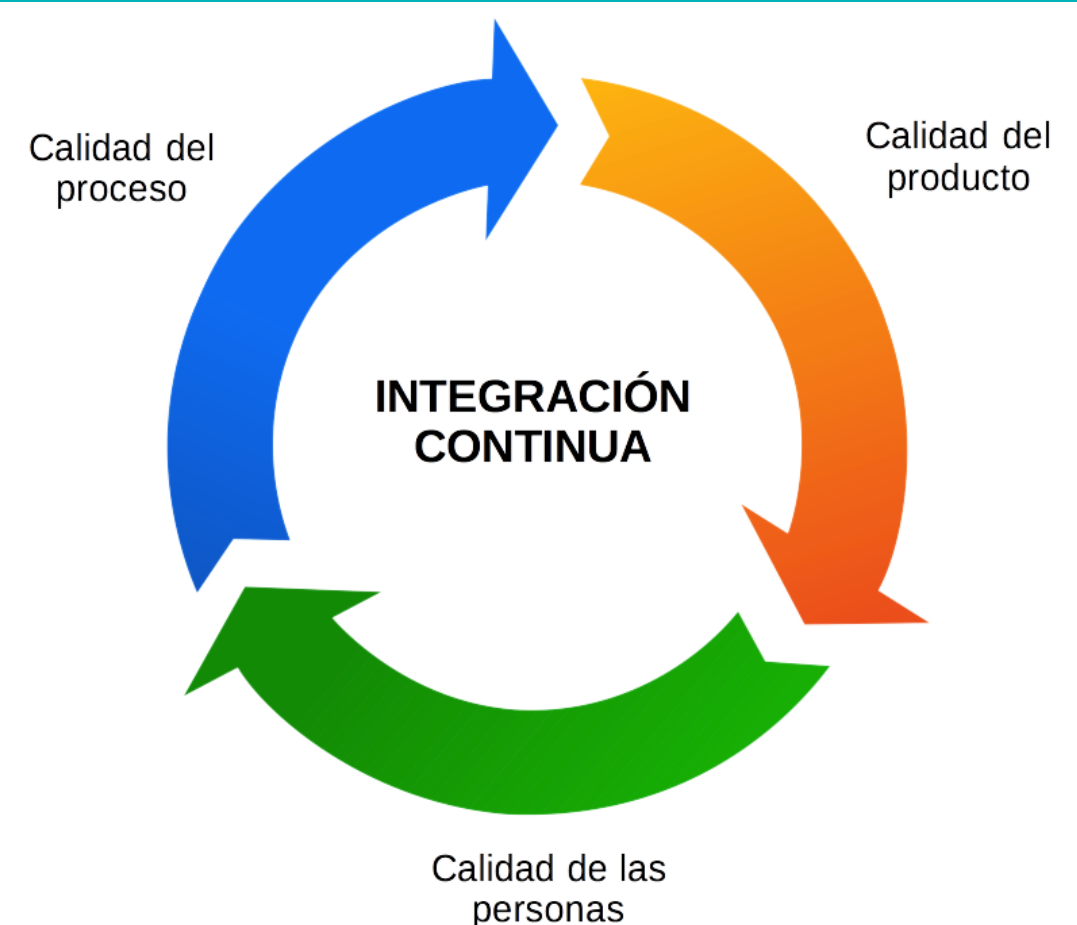 Calidad del
proceso
Calidad del
producto
INTEGRACIÓN
CONTINUA
Calidad de las
personas